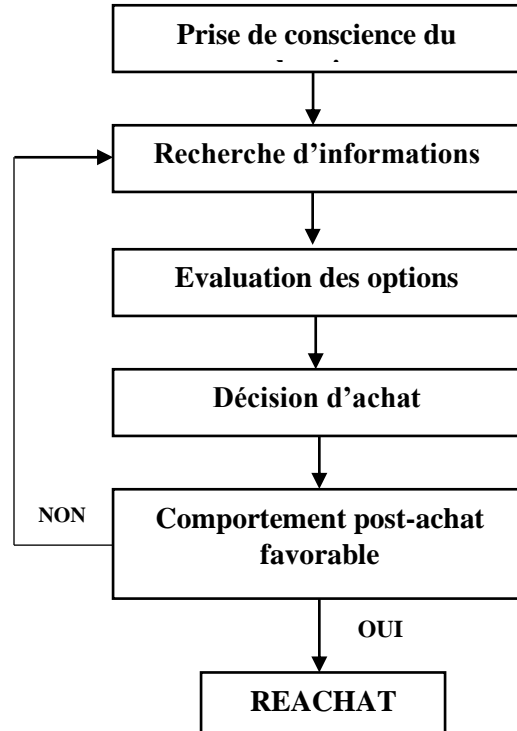 Prise de conscience du
Recherche d’informations
Evaluation des options
Décision d’achat
NON
Comportement post-achat
favorable
OUI
REACHAT